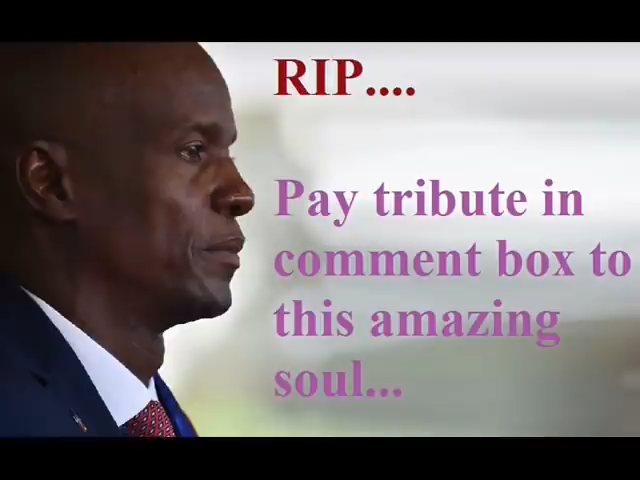 RIP....
Pay tribute in
comment box to
this amazing
soul...